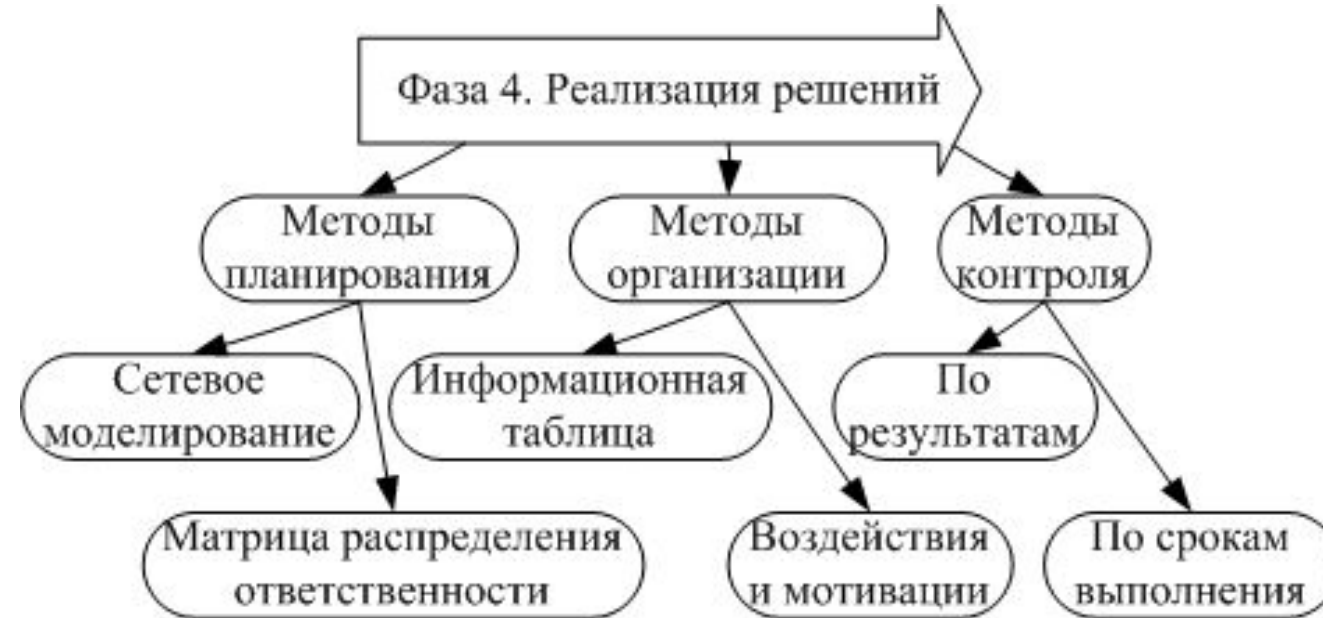 Фаза 4. Реализация решений
Методы
планирования
Методы
организации
Методы
контроля
Сетевое
моделирование
Информационная
таблица
По
результатам
Матрица распределения
ответственности
Воздействия
и мотивации
По срокам
выполнения